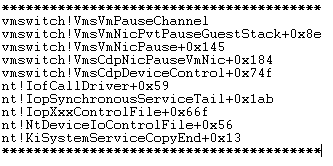 ****************************************
vmswitch!VmsVmPauseChannel
vmswitch!VmsVmNicPvtPauseGuestStack+0x8e
vmswitch!VmsVmNicPause+0x145
vmswitch!VmsCdpNicPauseVmNic+0x184
vmswitch!VmsCdpDeviceControl+0x74f
nt!IofCallDriver+0x59
nt!IopSynchronousServiceTail+0x1ab
nt!IopXxxControlFile+0x66f
nt!NtDeviceIoControlFile+0x56
nt!KiSystemServiceCopyEnd+0x13
****************************************